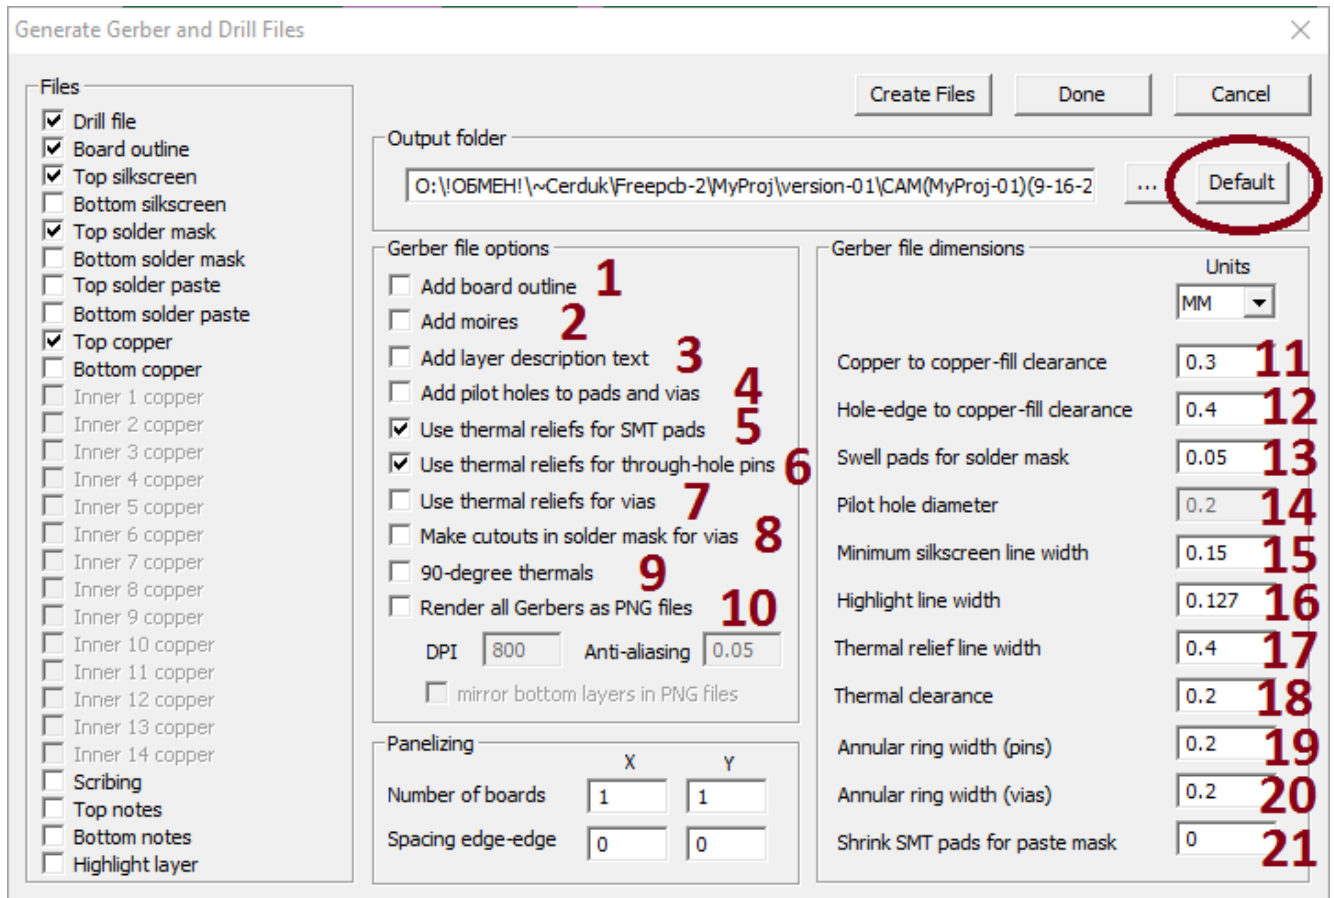 Generate Gerber and Drill Files
Files
Drill file
Board outline
Top silkscreen
Bottom silkscreen
Top solder mask
Bottom solder mask
Top solder paste
Bottom solder paste
Top copper
Bottom copper
Inner 1 copper
Inner 2 copper
Inner 3 copper
Inner 4 copper
Inner 5 copper
Inner 6 copper
Inner 7 copper
Inner 8 copper
Inner 9 copper
Inner 10 copper
Inner 11 copper
Inner 12 copper
Inner 13 copper
Inner 14 copper
Scribing
Top notes
Bottom notes
Highlight layer
Create Files Done Cancel
Output folder
O:\!ОБМЕН!\~Cerduk\Freepcb-2\MyProj\version-01\CAM(MyProj-01)(9-16-2 ... Default
Gerber file options
Add board outline 1
Add moires 2
Add layer description text 3
Add pilot holes to pads and vias 4
Use thermal reliefs for SMT pads 5
Use thermal reliefs for through-hole pins 6
Use thermal reliefs for vias 7
Make cutouts in solder mask for vias 8
90-degree thermals 9
Render all Gerbers as PNG files 10
DPI 800 Anti-aliasing 0.05
mirror bottom layers in PNG files
Panelizing
X Y
Number of boards 1 1
Spacing edge-edge 0 0
Gerber file dimensions
Units
MM
Copper to copper-fill clearance 0.3 11
Hole-edge to copper-fill clearance 0.4 12
Swell pads for solder mask 0.05 13
Pilot hole diameter 0.2 14
Minimum silkscreen line width 0.15 15
Highlight line width 0.127 16
Thermal relief line width 0.4 17
Thermal clearance 0.2 18
Annular ring width (pins) 0.2 19
Annular ring width (vias) 0.2 20
Shrink SMT pads for paste mask 0 21